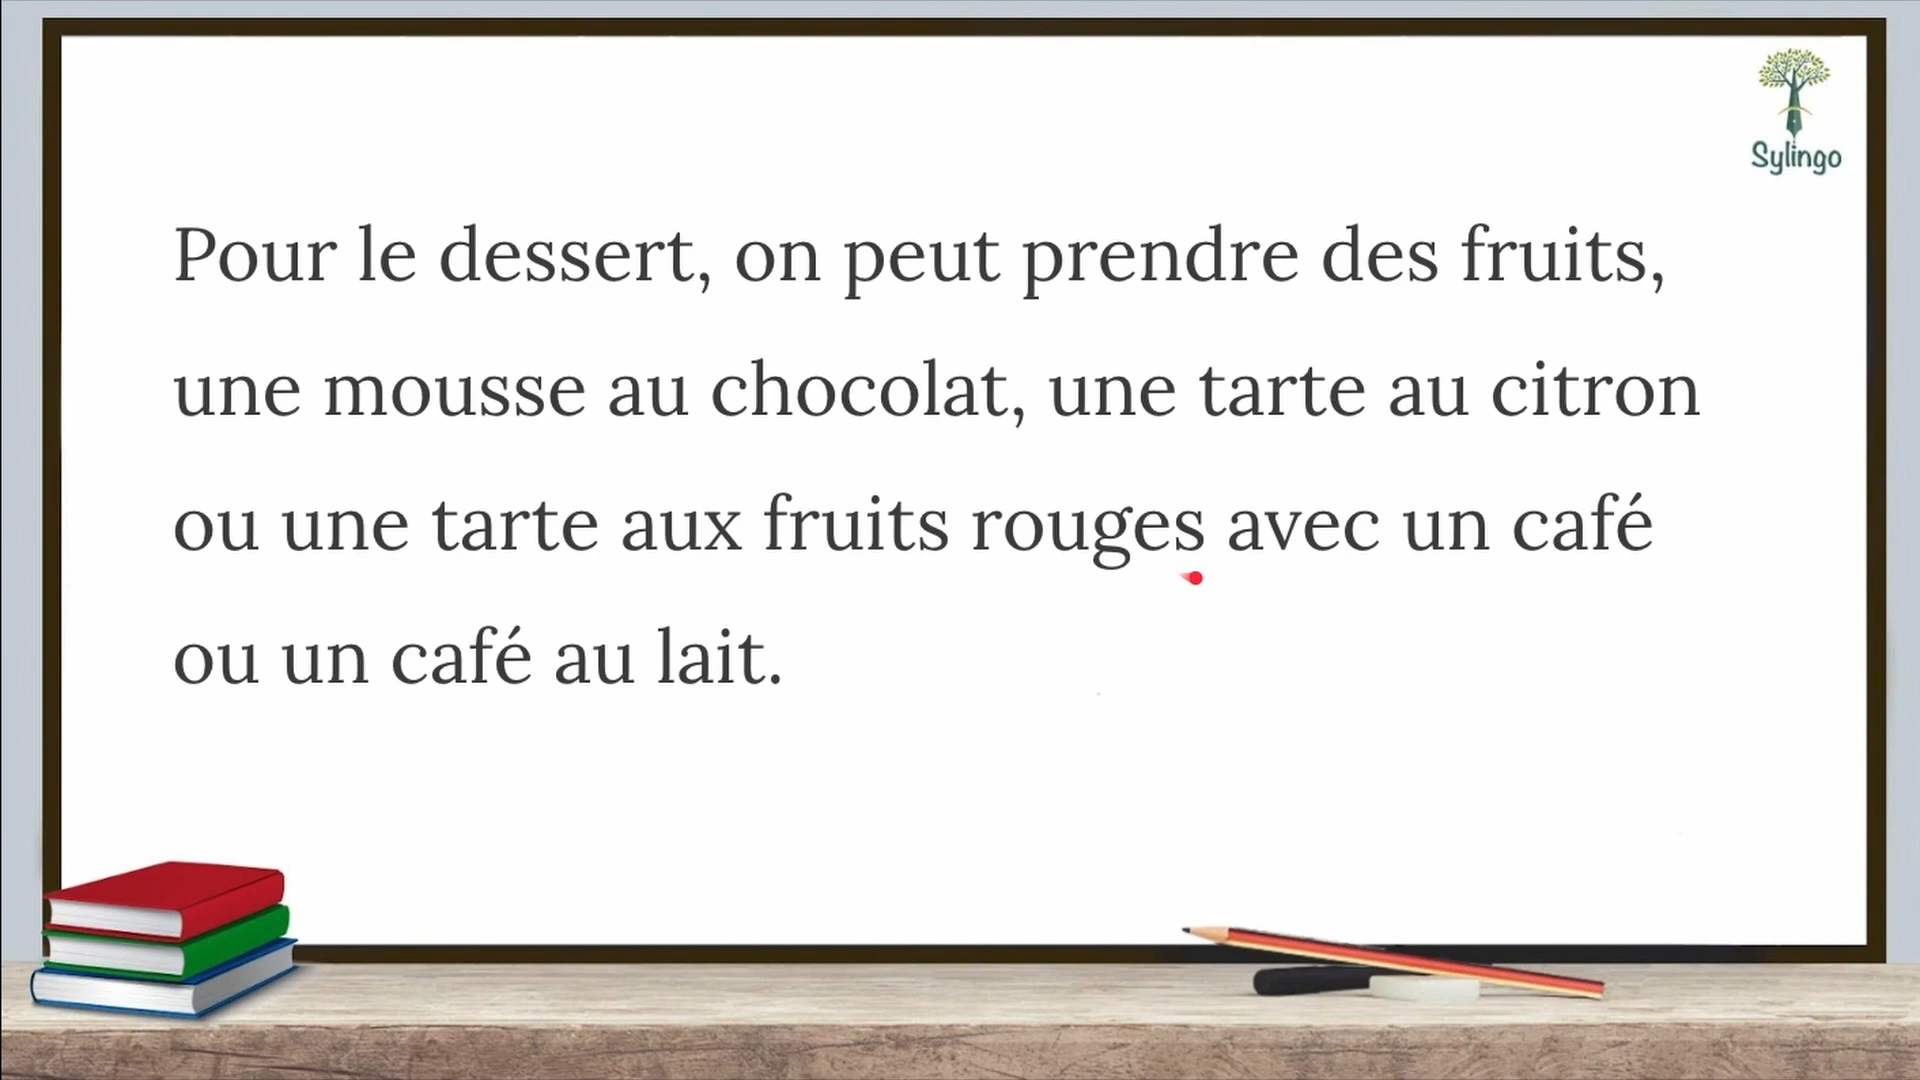 Sylingo
Pour le dessert, on peut prendre des fruits,
une mousse au chocolat, une tarte au citron
ou une tarte aux fruits rouges avec un café
ou un café au lait.